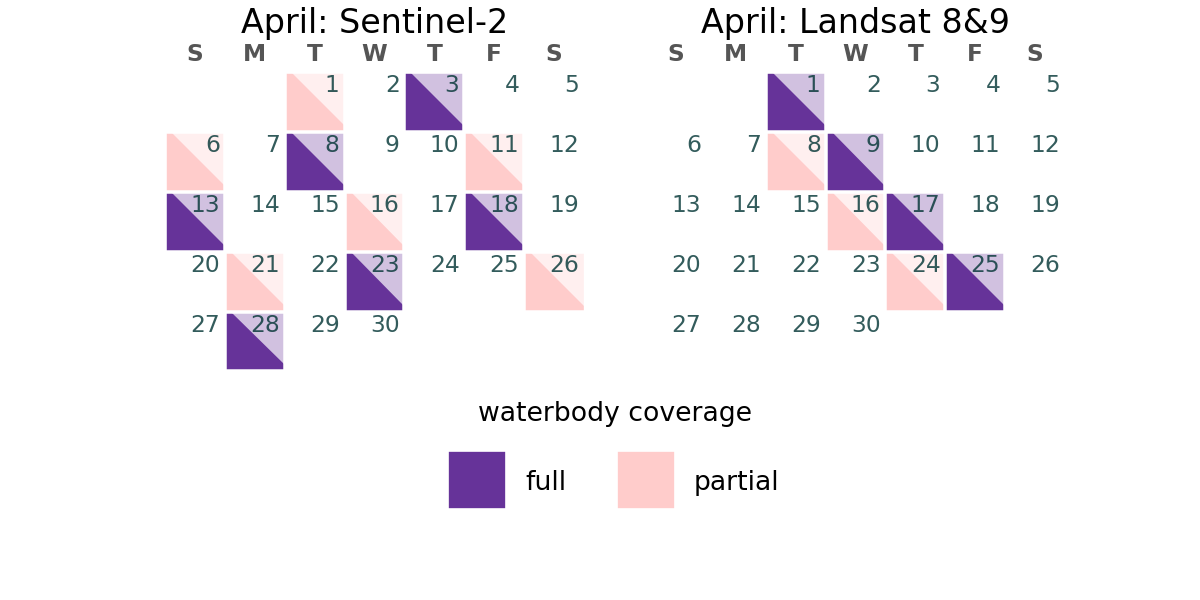 April: Sentinel-2
S M T W T F S
1 2 3 4 5
6 7 8 9 10 11 12
13 14 15 16 17 18 19
20 21 22 23 24 25 26
27 28 29 30
April: Landsat 8&9
S M T W T F S
1 2 3 4 5
6 7 8 9 10 11 12
13 14 15 16 17 18 19
20 21 22 23 24 25 26
27 28 29 30
waterbody coverage
full
partial